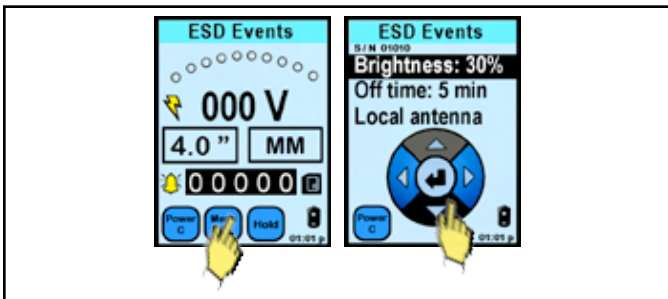 ESD Events
000 V
4.0 "
MM
00000
Power
C
Hold
01:01 p
ESD Events
S/N 01010
Brightness: 30%
Off time: 5 min
Local antenna
Power
C
01:01 p